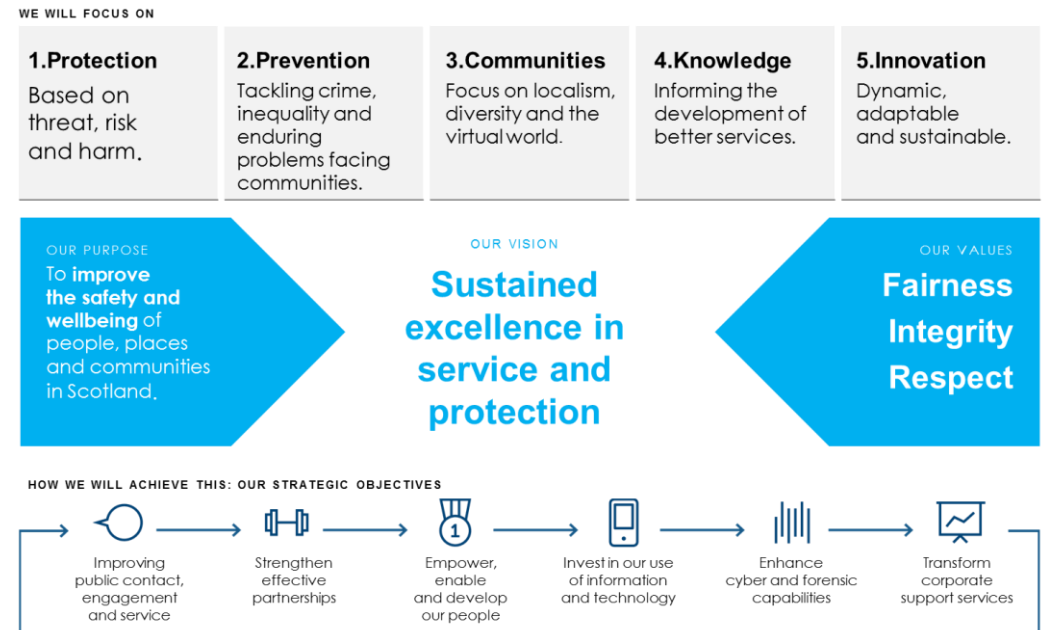 WE WILL FOCUS ON
1.Protection
Based on
threat, risk
and harm.
2.Prevention
Tackling crime,
inequality and
enduring
problems facing
communities.
3.Communities
Focus on localism,
diversity and the
virtual world.
4.Knowledge
Informing the
development of
better services.
5.Innovation
Dynamic,
adaptable
and sustainable.
OUR PURPOSE
To improve
the safety and
wellbeing of
people, places
and communities
in Scotland.
OUR VISION
Sustained
excellence in
service and
protection
OUR VALUES
Fairness
Integrity
Respect
HOW WE WILL ACHIEVE THIS: OUR STRATEGIC OBJECTIVES
Improving
public contact,
engagement
and service
Strengthen
effective
partnerships
1
Empower,
enable
and develop
our people
Invest in our use
of information
and technology
Enhance
cyber and forensic
capabilities
Transform
corporate
support services